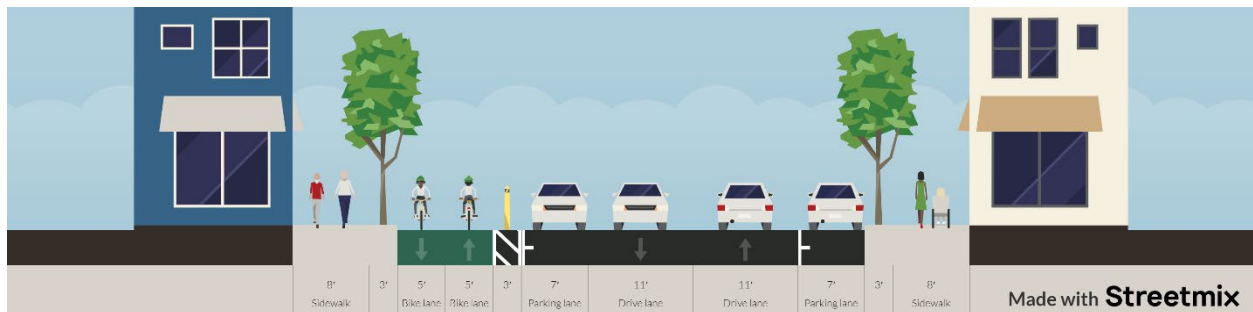 8' 3' 5' 5' 3' 7' 11' 11' 7' 3' 8'
Sidewalk Bike lane Bike lane Parking lane Drive lane Drive lane Parking lane Sidewalk
Made with Streetmix